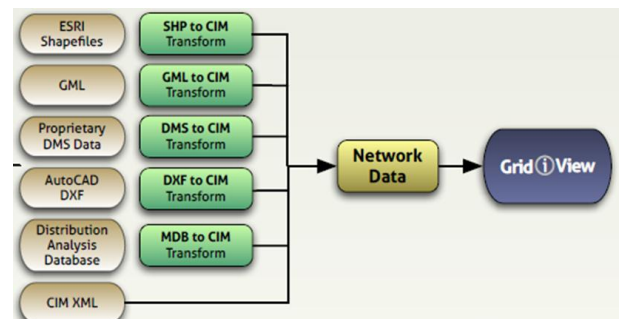 ESRI
Shapefiles
SHP to CIM
Transform
GML
GML to CIM
Transform
Proprietary
DMS Data
DMS to CIM
Transform
AutoCAD
DXF
DXF to CIM
Transform
Distribution
Analysis
Database
MDB to CIM
Transform
CIM XML
Network
Data
Grid i View